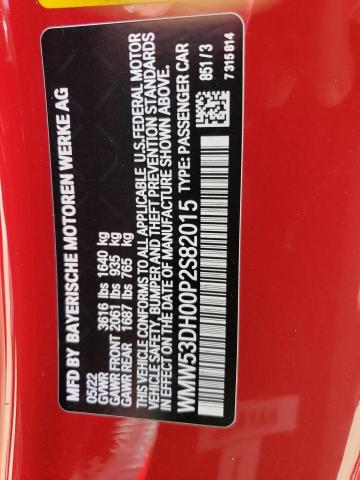 MFD BY BAYERISCHE MOTOREN WERKE AG
05/22
GVWR 3616 lbs 1640 kg
GAWR FRONT 2061 lbs 935 kg
GAWR REAR 1687 lbs 765 kg
THIS VEHICLE CONFORMS TO ALL APPLICABLE U.S.FEDERAL MOTOR
VEHICLE SAFETY, BUMPER AND THEFT PREVENTION STANDARDS
IN EFFECT ON THE DATE OF MANUFACTURE SHOWN ABOVE.
WMW53DH00P2S82015 TYPE: PASSENGER CAR
851 / 3
7 315 814